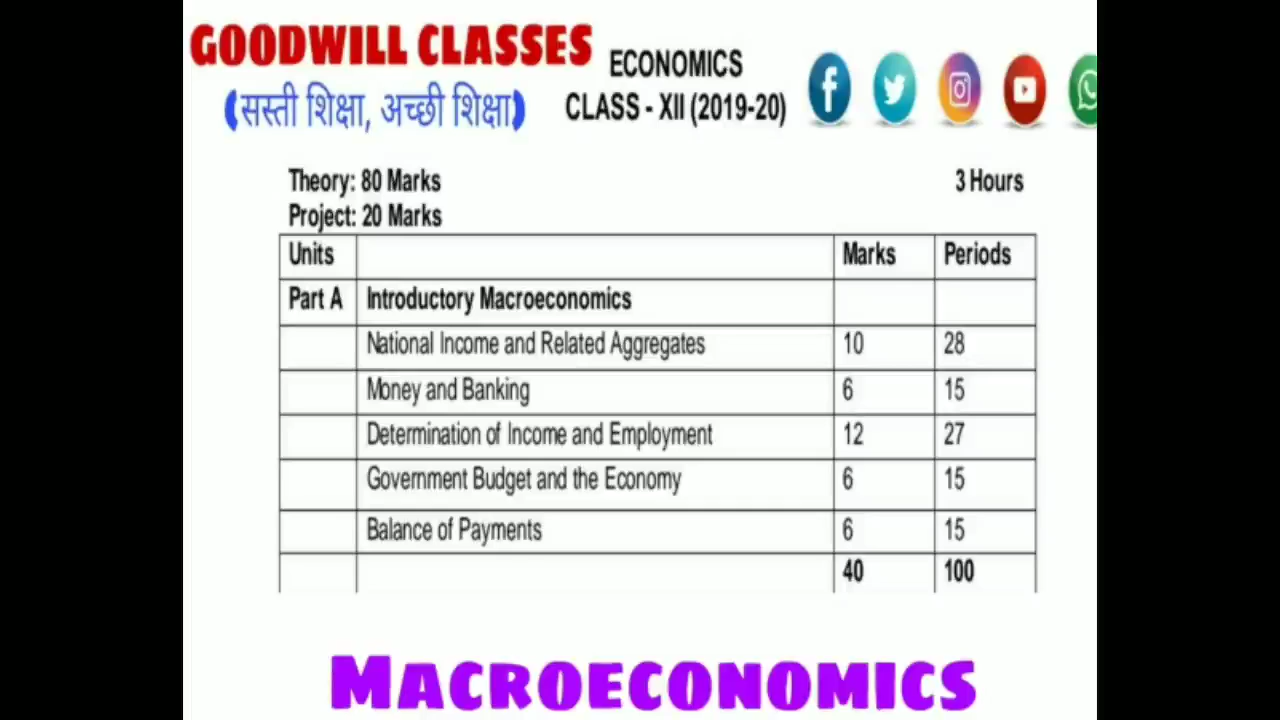 GOODWILL CLASSES
(सस्ती शिक्षा, अच्छी शिक्षा)
ECONOMICS
CLASS - XII (2019-20)
Theory: 80 Marks 3 Hours
Project: 20 Marks
Units Marks Periods
Part A Introductory Macroeconomics
National Income and Related Aggregates 10 28
Money and Banking 6 15
Determination of Income and Employment 12 27
Government Budget and the Economy 6 15
Balance of Payments 6 15
40 100
MACROECONOMICS